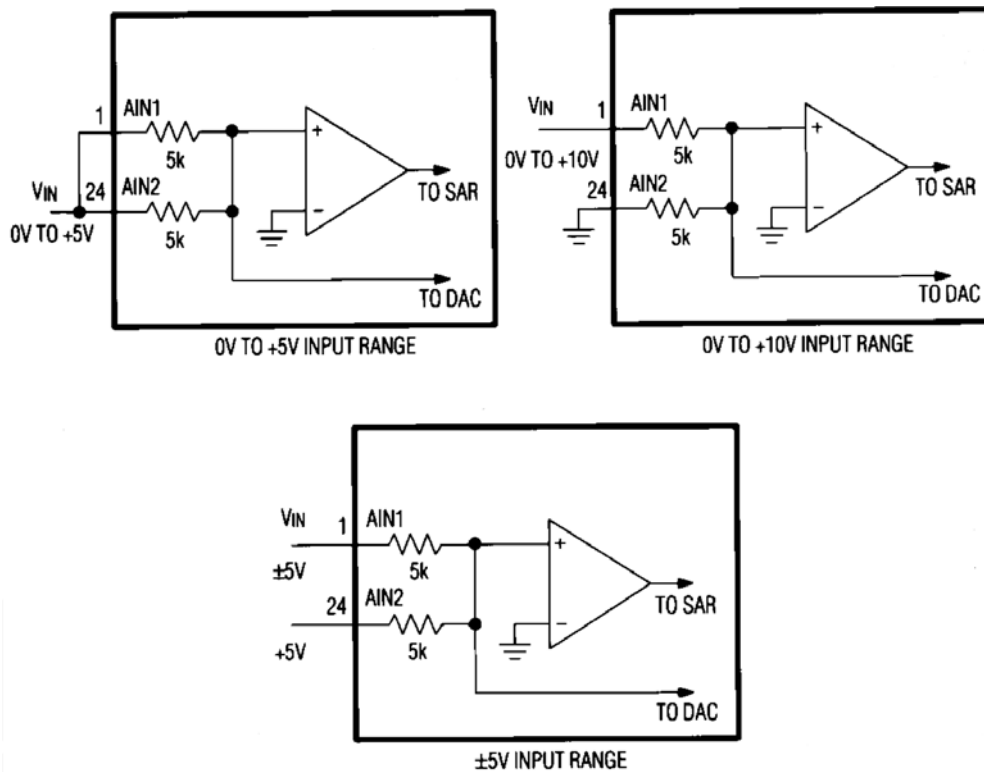 1 AIN1
+
5k
TO SAR
VIN 24 AIN2
−
0V TO +5V 5k
TO DAC
0V TO +5V INPUT RANGE
VIN 1 AIN1
+
0V TO +10V 5k
TO SAR
24 AIN2
−
5k
TO DAC
0V TO +10V INPUT RANGE
VIN 1 AIN1
+
±5V 5k
TO SAR
24 AIN2
−
+5V 5k
TO DAC
±5V INPUT RANGE